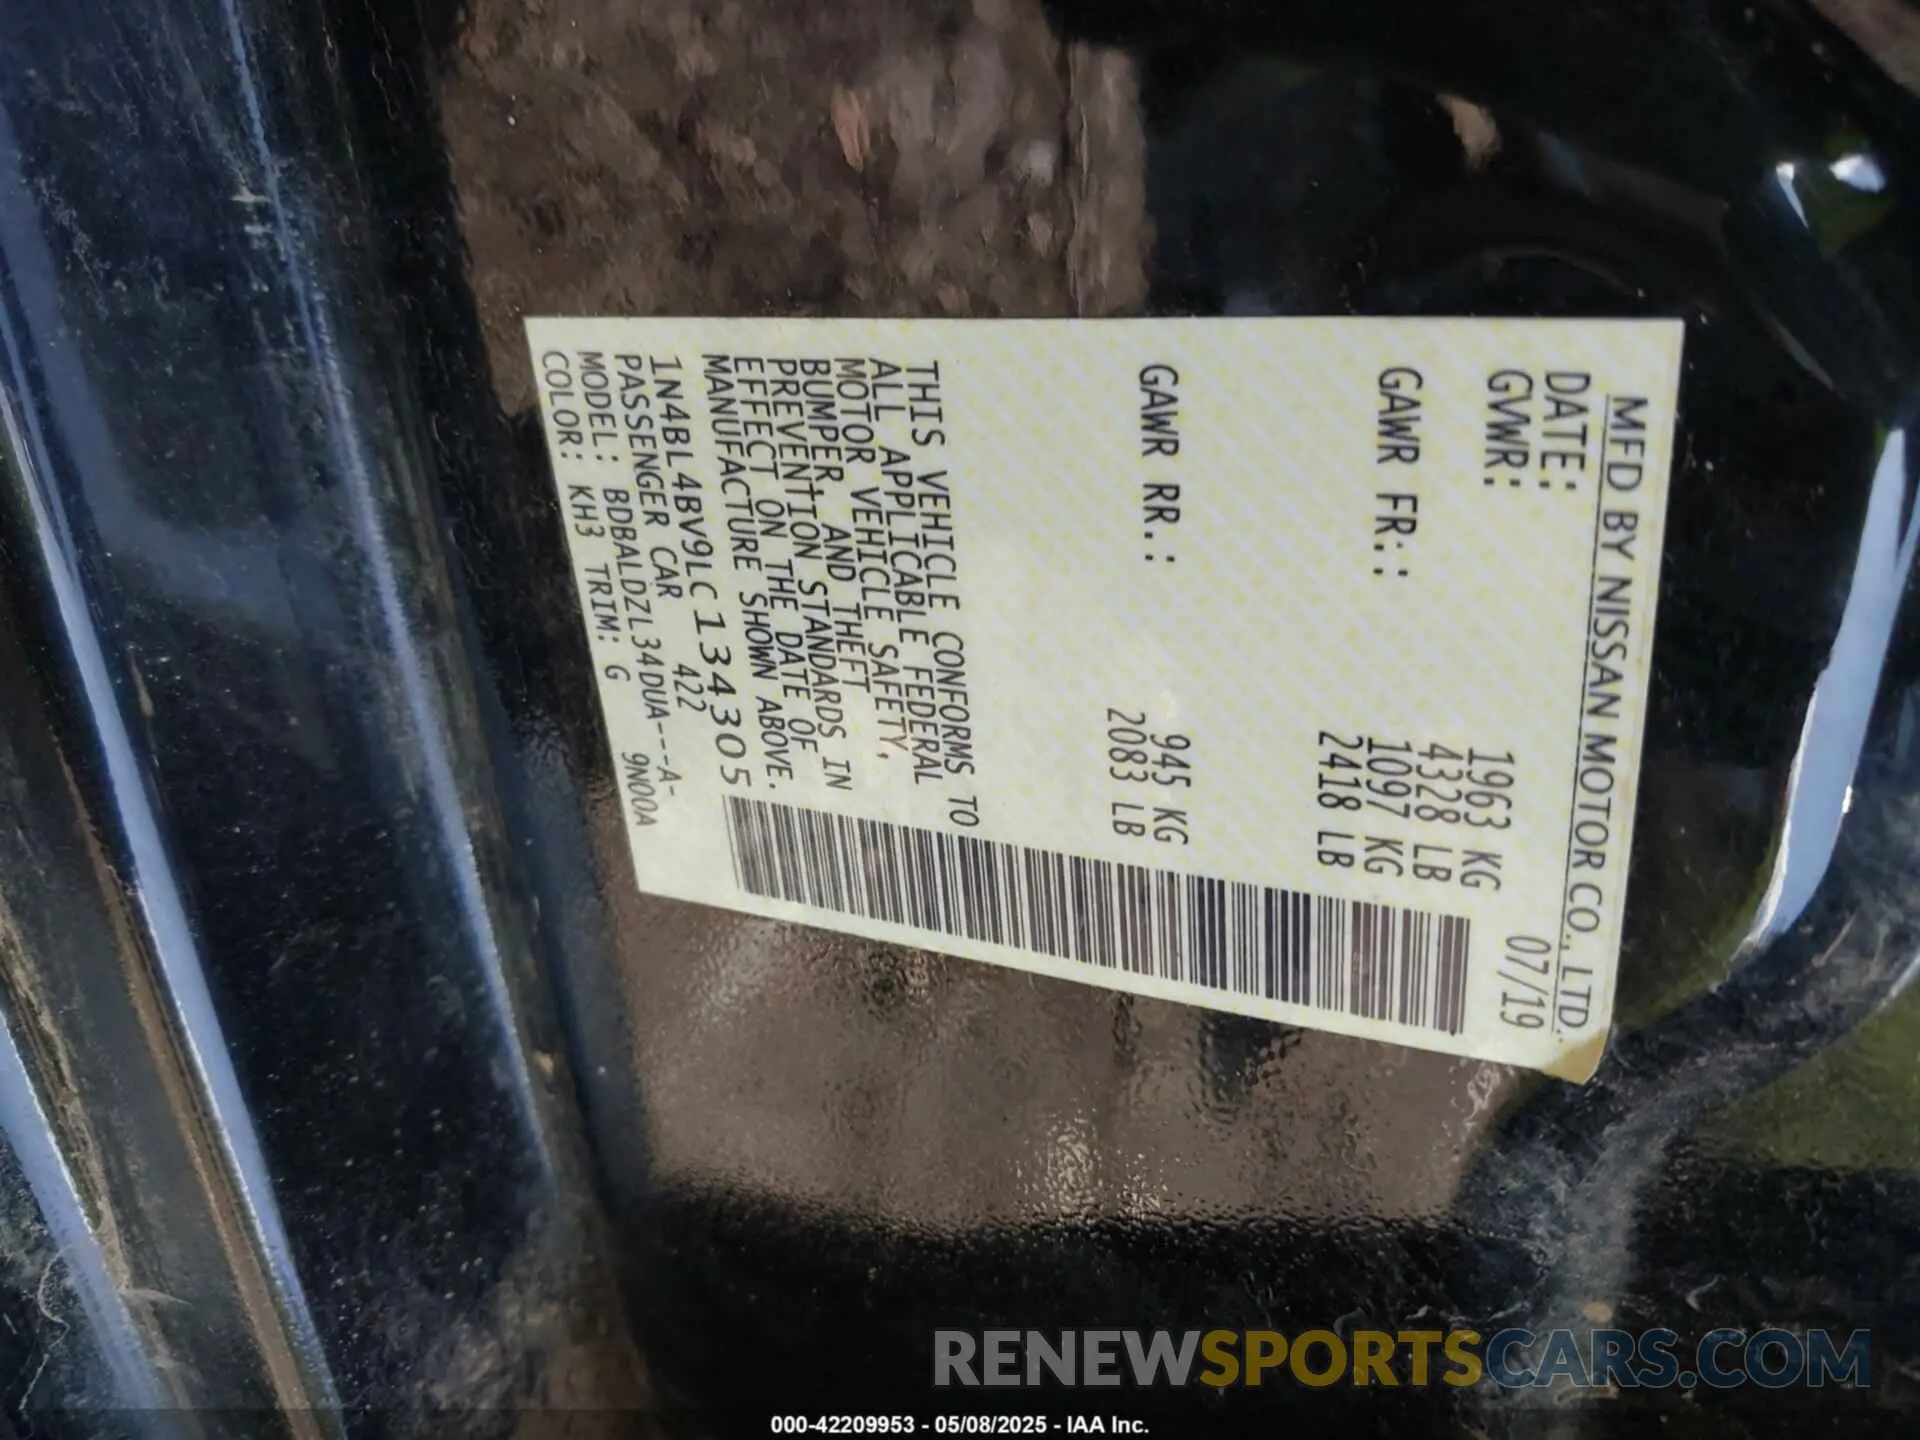 MFD BY NISSAN MOTOR CO., LTD.
DATE: 07/19
GVWR: 1963 KG
4328 LB
GAWR FR.: 1097 KG
2418 LB
GAWR RR.: 945 KG
2083 LB
THIS VEHICLE CONFORMS TO
ALL APPLICABLE FEDERAL
MOTOR VEHICLE SAFETY,
BUMPER, AND THEFT
PREVENTION STANDARDS IN
EFFECT ON THE DATE OF
MANUFACTURE SHOWN ABOVE.
1N4BL4BV9LC134305
PASSENGER CAR 422
MODEL: BDBALDZL34DUA---A-
COLOR: KH3 TRIM: G 9N00A
RENEWSPORTSCARS.COM
000-42209953 - 05/08/2025 - IAA Inc.